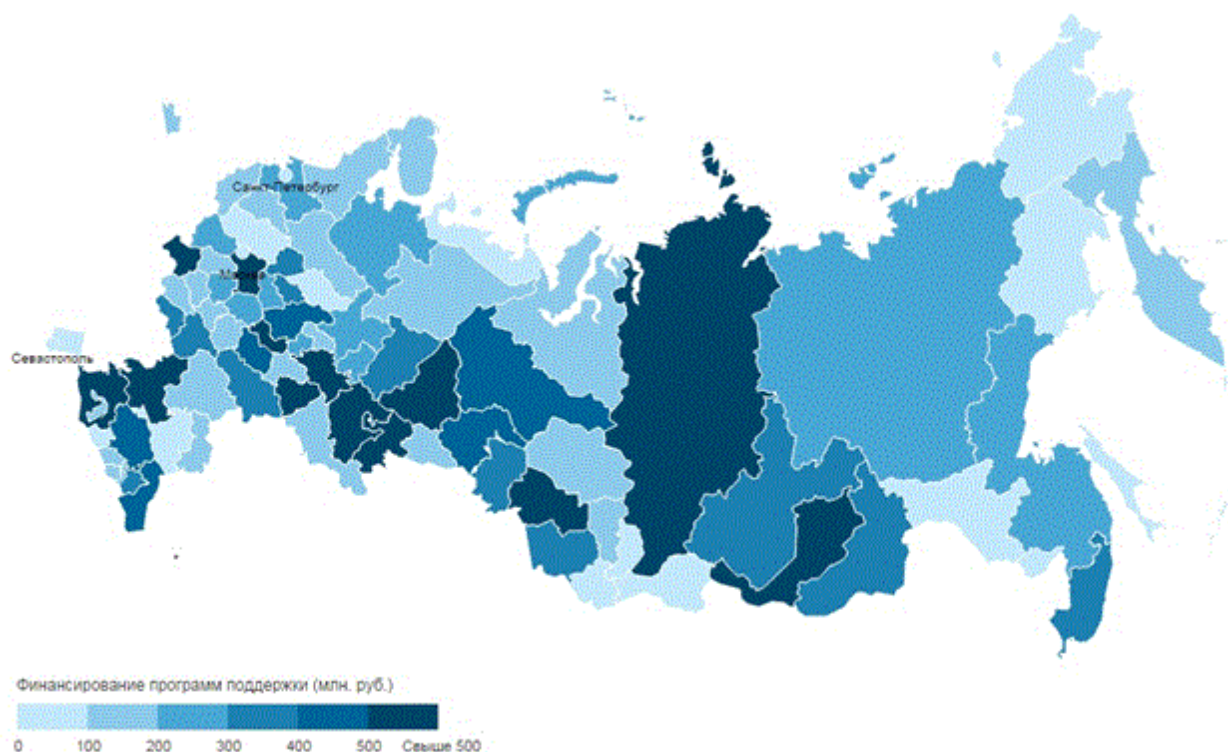 Санкт-Петербург
Москва
Севастополь
Финансирование программ поддержки (млн. руб.)
0 100 200 300 400 500 Свыше 500